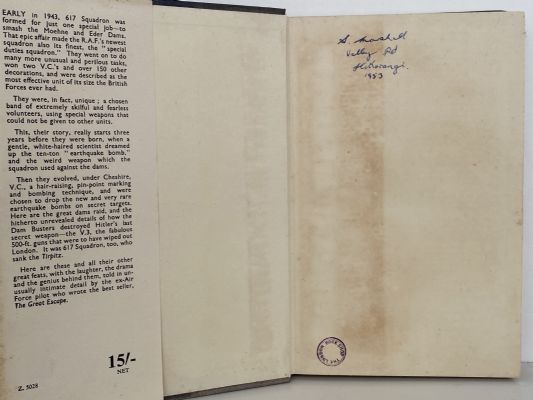 EARLY in 1943, 617 Squadron was
formed for just one special job—to
smash the Moehne and Eder Dams.
That epic affair made the R.A.F.'s newest
squadron also its finest, the "special
duties squadron." They went on to do
many more unusual and perilous tasks,
won two V.C.'s and over 150 other
decorations, and were described as the
most effective unit of its size the British
Forces ever had.
They were, in fact, unique; a chosen
band of extremely skilful and fearless
volunteers, using special weapons that
could not be given to other units.
This, their story, really starts three
years before they were born, when a
gentle, white-haired scientist dreamed
up the ten-ton "earthquake bomb,"
and the weird weapon which the
squadron used against the dams.
Then they evolved, under Cheshire,
V.C., a hair-raising, pin-point marking
and bombing technique, and were
chosen to drop the new and very rare
earthquake bombs on secret targets.
Here are the great dams raid, and the
hitherto unrevealed details of how the
Dam Busters destroyed Hitler's last
secret weapon—the V.3, the fabulous
500-ft. guns that were to have wiped out
London. It was 617 Squadron, too, who
sank the Tirpitz.
Here are these and all their other
great feats, with the laughter, the drama
and the genius behind them, told in un-
usually intimate detail by the ex-Air
Force pilot who wrote the best seller,
The Great Escape.
15/-
NET
Z. 5028
S
Valley Rd
1953
THE LONDON BOOK CLUB